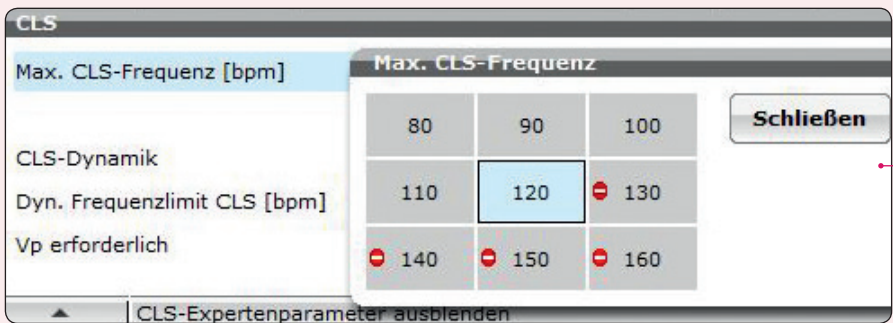 CLS
Max. CLS-Frequenz [bpm]
CLS-Dynamik
Dyn. Frequenzlimit CLS [bpm]
Vp erforderlich
Max. CLS-Frequenz
80 90 100
110 120 130
140 150 160
Schließen
CLS-Expertenparameter ausblenden